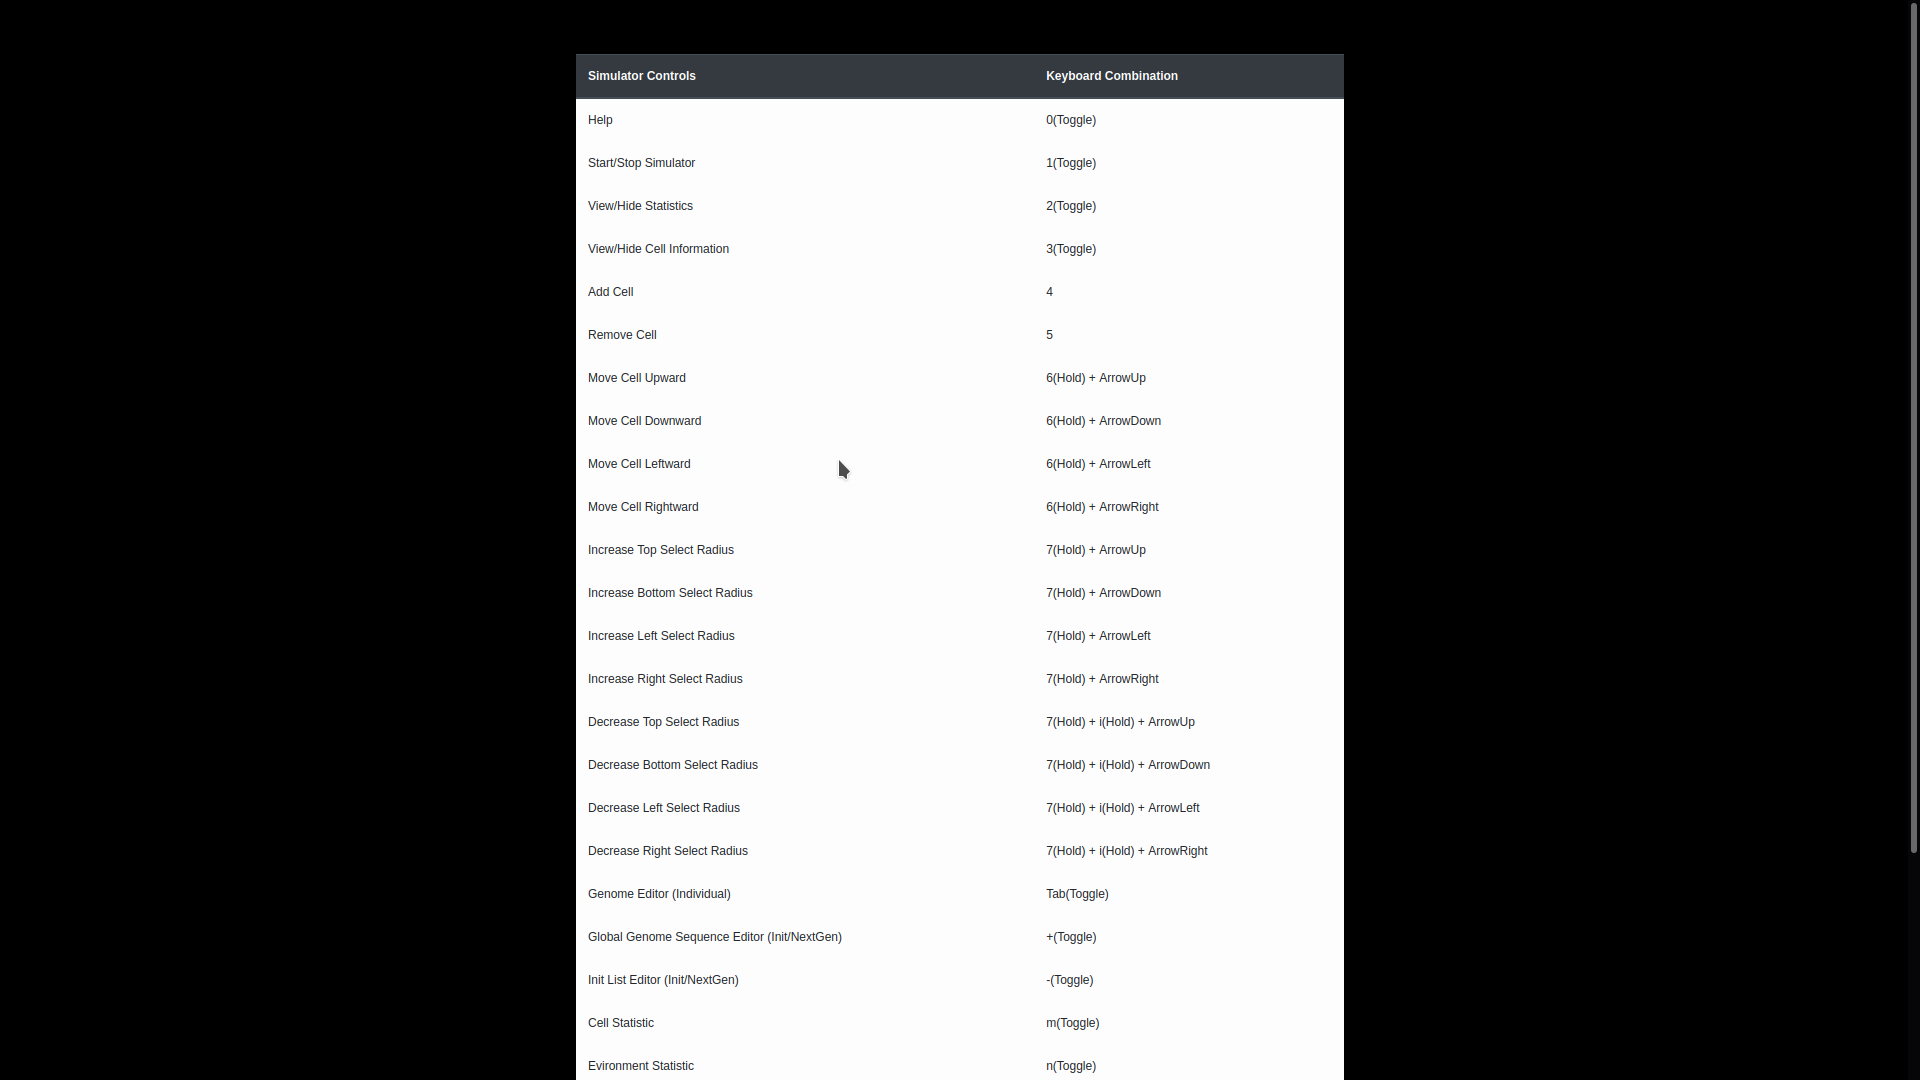 Simulator Controls Keyboard Combination
Help 0(Toggle)
Start/Stop Simulator 1(Toggle)
View/Hide Statistics 2(Toggle)
View/Hide Cell Information 3(Toggle)
Add Cell 4
Remove Cell 5
Move Cell Upward 6(Hold) + ArrowUp
Move Cell Downward 6(Hold) + ArrowDown
Move Cell Leftward 6(Hold) + ArrowLeft
Move Cell Rightward 6(Hold) + ArrowRight
Increase Top Select Radius 7(Hold) + ArrowUp
Increase Bottom Select Radius 7(Hold) + ArrowDown
Increase Left Select Radius 7(Hold) + ArrowLeft
Increase Right Select Radius 7(Hold) + ArrowRight
Decrease Top Select Radius 7(Hold) + i(Hold) + ArrowUp
Decrease Bottom Select Radius 7(Hold) + i(Hold) + ArrowDown
Decrease Left Select Radius 7(Hold) + i(Hold) + ArrowLeft
Decrease Right Select Radius 7(Hold) + i(Hold) + ArrowRight
Genome Editor (Individual) Tab(Toggle)
Global Genome Sequence Editor (Init/NextGen) +(Toggle)
Init List Editor (Init/NextGen) -(Toggle)
Cell Statistic m(Toggle)
Evironment Statistic n(Toggle)